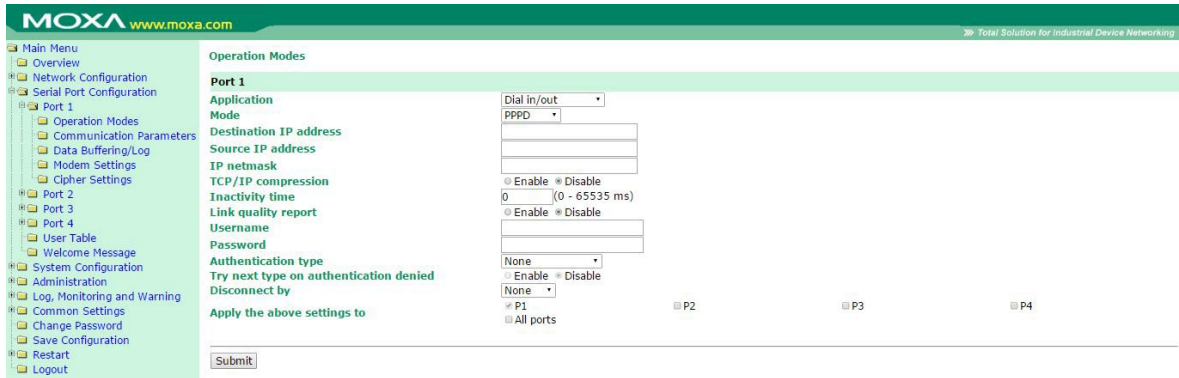 MOXA www.moxa.com
Total Solution for Industrial Device Networking
Main Menu
Overview
Network Configuration
Serial Port Configuration
Port 1
Operation Modes
Communication Parameters
Data Buffering/Log
Modem Settings
Cipher Settings
Port 2
Port 3
Port 4
User Table
Welcome Message
System Configuration
Administration
Log, Monitoring and Warning
Common Settings
Change Password
Save Configuration
Restart
Logout
Operation Modes
Port 1
Application Dial in/out
Mode PPPD
Destination IP address
Source IP address
IP netmask
TCP/IP compression Enable Disable
Inactivity time 0 (0 - 65535 ms)
Link quality report Enable Disable
Username
Password
Authentication type None
Try next type on authentication denied Enable Disable
Disconnect by None
Apply the above settings to P1 P2 P3 P4
All ports
Submit